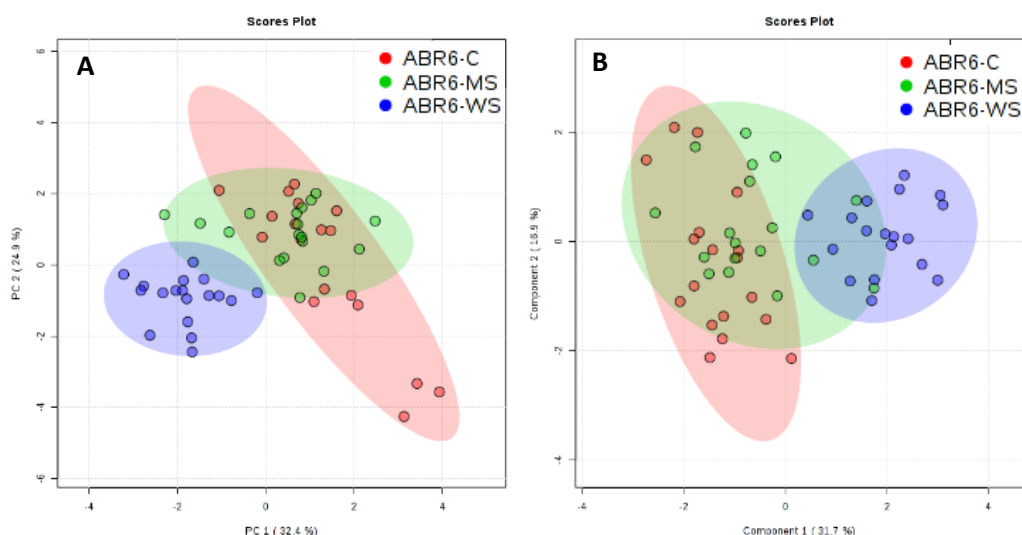 Scores Plot
A
ABR6-C
ABR6-MS
ABR6-WS
PC 2 ( 24.9 %)
6
4
2
0
-2
-4
-6
-4
-2
0
2
4
PC 1 ( 32.4 %)
Scores Plot
B
ABR6-C
ABR6-MS
ABR6-WS
Component 2 ( 16.9 %)
2
0
-2
-4
-4
-2
0
2
4
Component 1 ( 31.7 %)